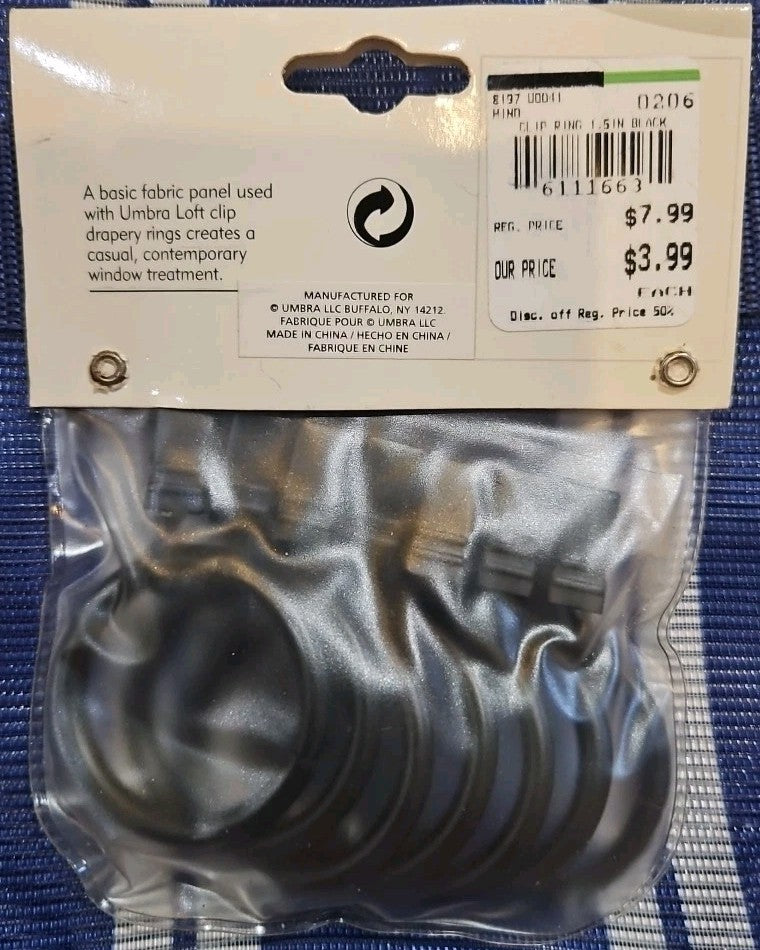 A basic fabric panel used
with Umbra Loft clip
drapery rings creates a
casual, contemporary
window treatment.
MANUFACTURED FOR
© UMBRA LLC BUFFALO, NY 14212.
FABRIQUE POUR © UMBRA LLC
MADE IN CHINA / HECHO EN CHINA /
FABRIQUE EN CHINE
8197 U0041 0206
CLIP RING 1.5IN BLACK
6111663
REG. PRICE $7.99
OUR PRICE $3.99
EACH
Disc. off Reg. Price 50%